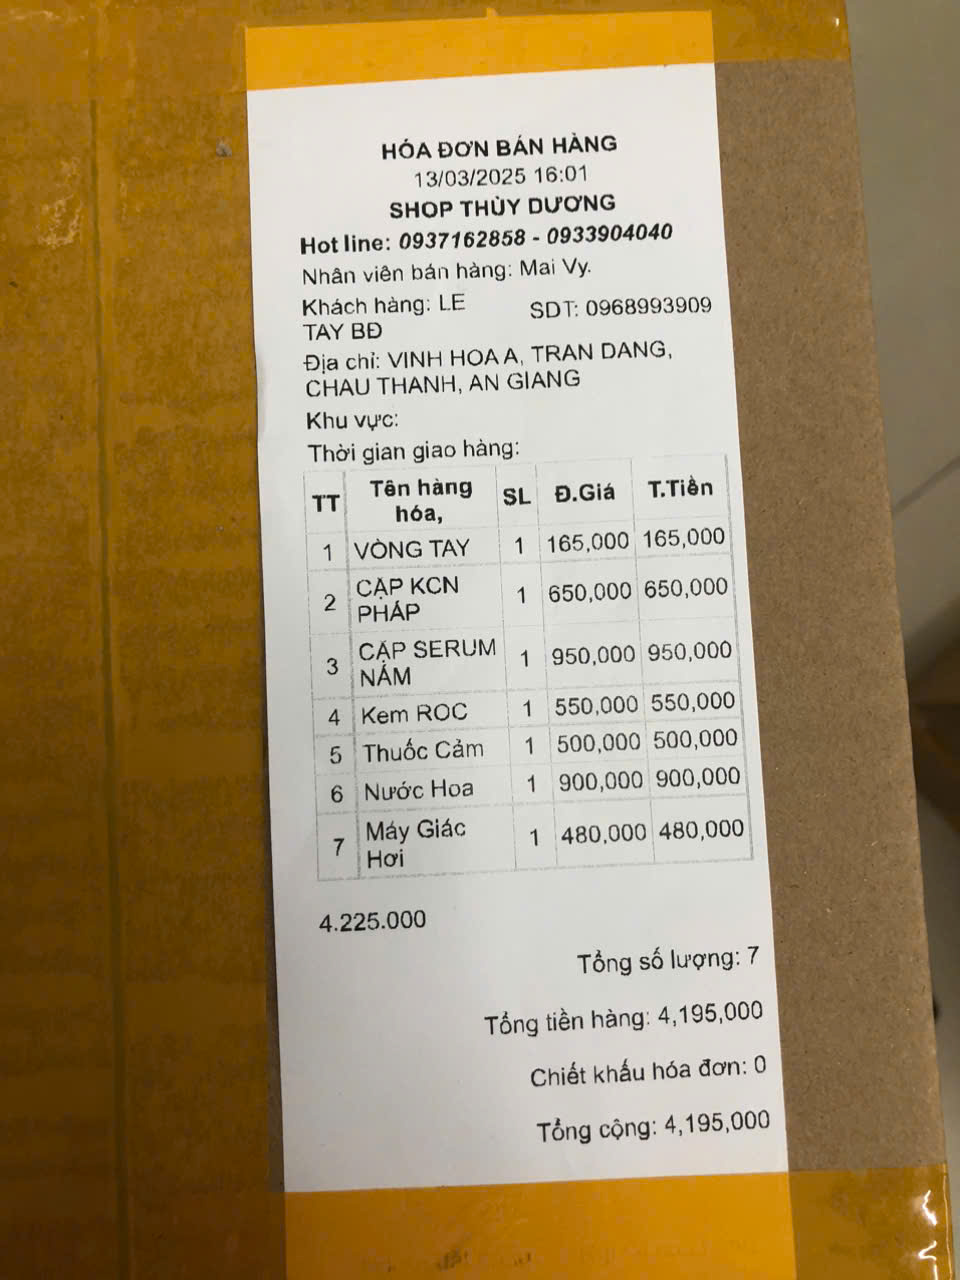 HÓA ĐƠN BÁN HÀNG
13/03/2025 16:01
SHOP THÙY DƯƠNG
Hot line: 0937162858 - 0933904040
Nhân viên bán hàng: Mai Vy.
Khách hàng: LE TAY BĐ SDT: 0968993909
Địa chỉ: VINH HOA A, TRAN DANG,
CHAU THANH, AN GIANG
Khu vực:
Thời gian giao hàng:
TT Tên hàng hóa, SL Đ.Giá T.Tiền
1 VÒNG TAY 1 165,000 165,000
2 CẶP KCN PHÁP 1 650,000 650,000
3 CẶP SERUM NÁM 1 950,000 950,000
4 Kem ROC 1 550,000 550,000
5 Thuốc Cảm 1 500,000 500,000
6 Nước Hoa 1 900,000 900,000
7 Máy Giác Hơi 1 480,000 480,000
4.225.000
Tổng số lượng: 7
Tổng tiền hàng: 4,195,000
Chiết khấu hóa đơn: 0
Tổng cộng: 4,195,000